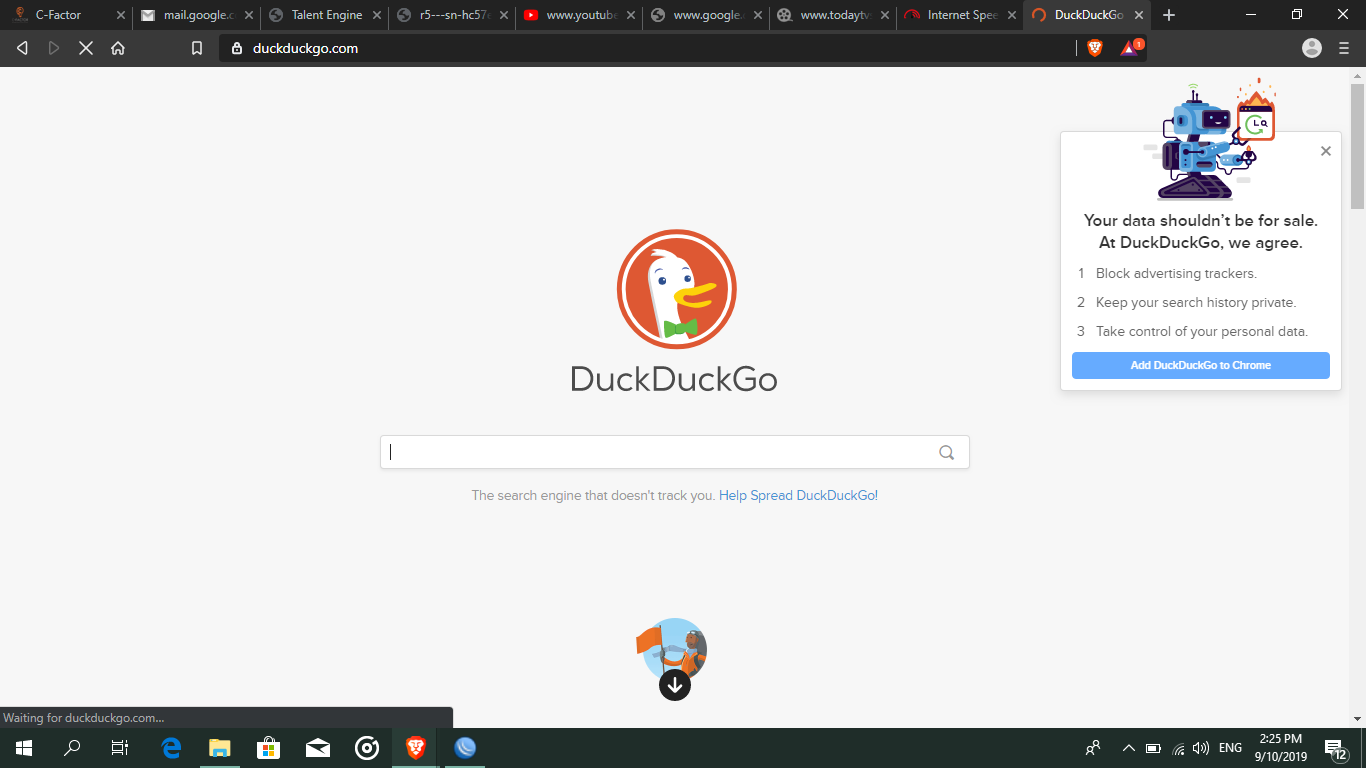 C-Factor
mail.google.c
Talent Engine
r5---sn-hc57e
www.youtube
www.google.
www.todaytv
Internet Spee
DuckDuckGo
duckduckgo.com
1
Your data shouldn't be for sale.
At DuckDuckGo, we agree.
1 Block advertising trackers.
2 Keep your search history private.
3 Take control of your personal data.
Add DuckDuckGo to Chrome
DuckDuckGo
The search engine that doesn't track you. Help Spread DuckDuckGo!
Waiting for duckduckgo.com...
ENG
2:25 PM
9/10/2019
12